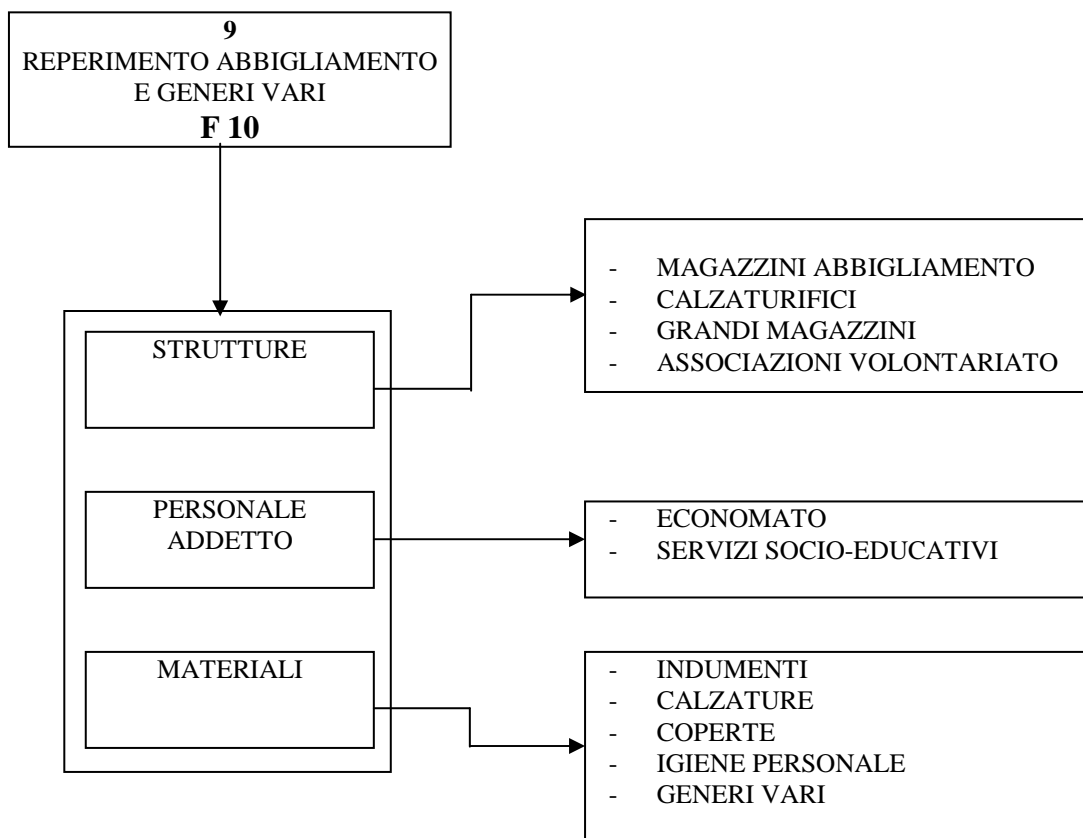 9
REPERIMENTO ABBIGLIAMENTO
E GENERI VARI
F 10
STRUTTURE
- MAGAZZINI ABBIGLIAMENTO
- CALZATURIFICI
- GRANDI MAGAZZINI
- ASSOCIAZIONI VOLONTARIATO
PERSONALE
ADDETTO
- ECONOMATO
- SERVIZI SOCIO-EDUCATIVI
MATERIALI
- INDUMENTI
- CALZATURE
- COPERTE
- IGIENE PERSONALE
- GENERI VARI